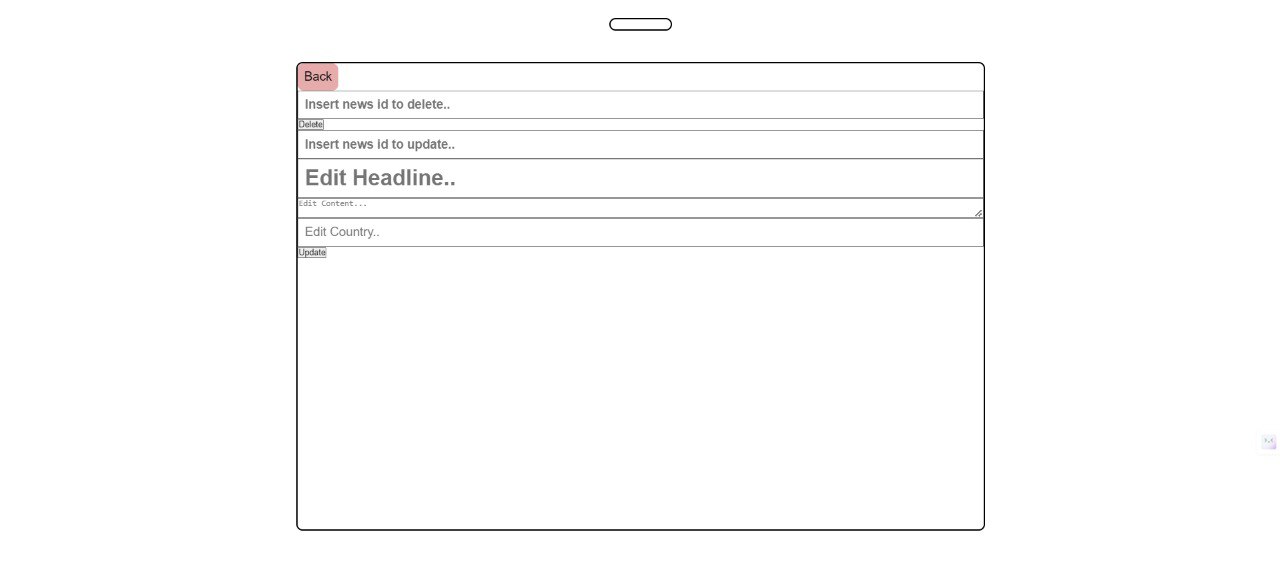 Back
Insert news id to delete..
Delete
Insert news id to update..
Edit Headline..
Edit Content...
Edit Country..
Update